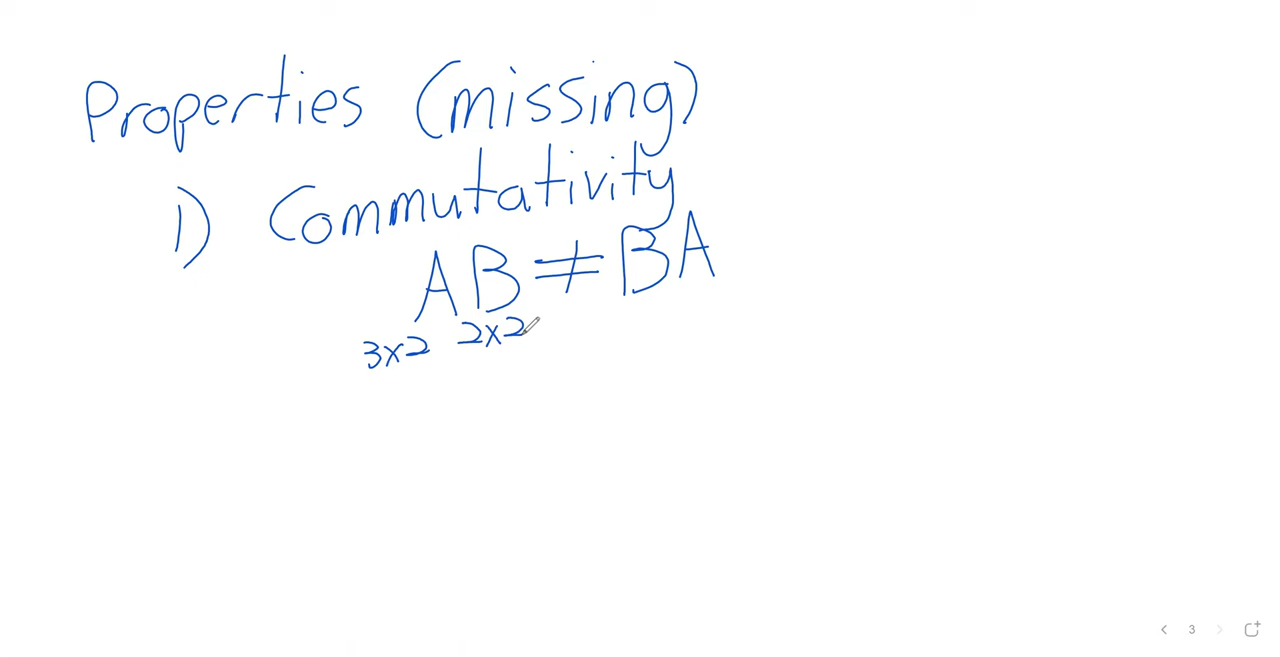 Properties (missing)
1) Commutativity
AB ≠ BA
3x2 2x2
3